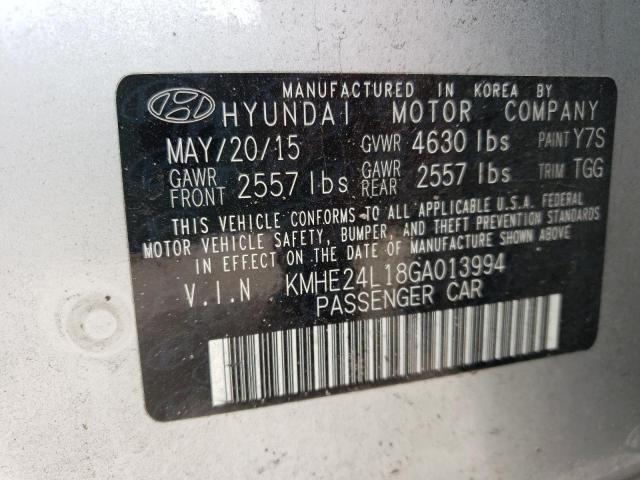 MANUFACTURED IN KOREA BY
HYUNDAI MOTOR COMPANY
MAY/20/15 GVWR 4630 lbs PAINT Y7S
GAWR FRONT 2557 lbs GAWR REAR 2557 lbs TRIM TGG
THIS VEHICLE CONFORMS TO ALL APPLICABLE U.S.A. FEDERAL
MOTOR VEHICLE SAFETY, BUMPER, AND THEFT PREVENTION STANDARDS
IN EFFECT ON THE DATE OF MANUFACTURE SHOWN ABOVE.
V.I.N KMHE24L18GA013994
PASSENGER CAR